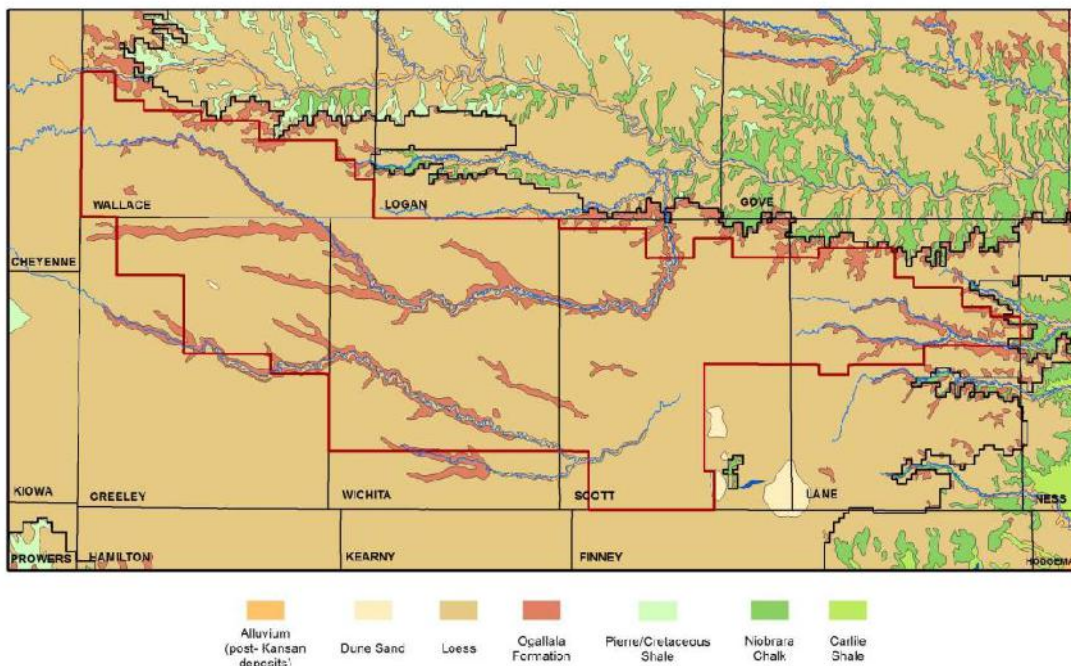 WALLACE
LOGAN
GOVE
CHEYENNE
KIOWA
GREELEY
WICHITA
SCOTT
LANE
NESS
PROWERS
HAMILTON
KEARNY
FINNEY
HODGEMA
Alluvium
(post- Kansan
deposits)
Dune Sand
Loess
Ogallala
Formation
Pierre/Cretaceous
Shale
Niobrara
Chalk
Carlile
Shale